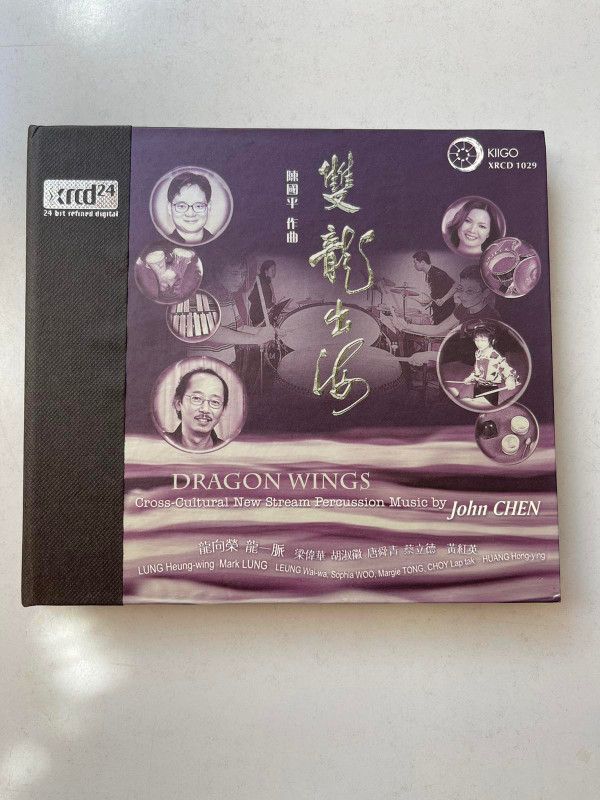 xrcd24
24 bit refined digital
KIIGO
XRCD 1029
雙龍出海
陳國平 作曲
DRAGON WINGS
Cross-Cultural New Stream Percussion Music by John CHEN
龍向榮 龍一脈 梁偉華 胡淑徽 唐舜吉 蔡立德 黃紅英
LUNG Heung-wing Mark LUNG LEUNG Wai-wa, Sophia WOO, Margie TONG, CHOY Lap tak HUANG Hong-ying